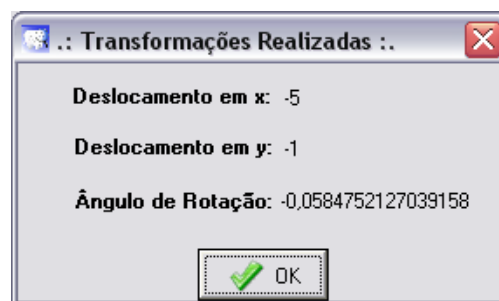 .: Transformações Realizadas :.
Deslocamento em x: -5
Deslocamento em y: -1
Ângulo de Rotação: -0,0584752127039158
OK